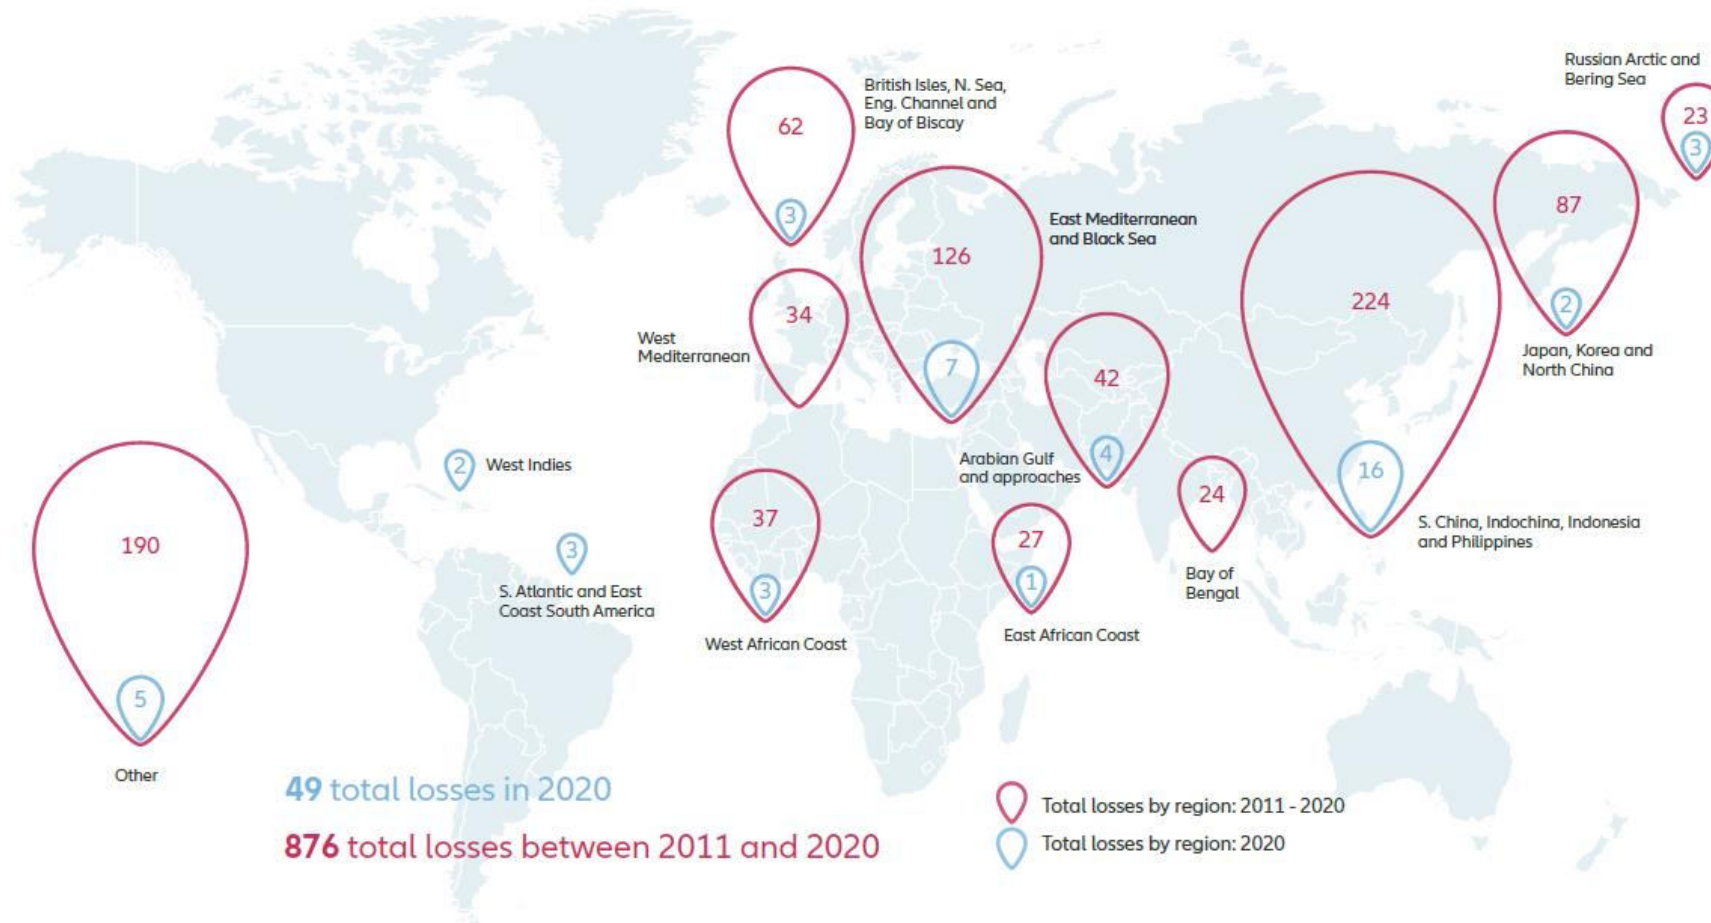 Russian Arctic and
Bering Sea
23
3
British Isles, N. Sea,
Eng. Channel and
Bay of Biscay
62
3
87
2
Japan, Korea and
North China
East Mediterranean
and Black Sea
126
7
224
16
S. China, Indochina, Indonesia
and Philippines
West
Mediterranean
34
42
4
Arabian Gulf
and approaches
2
West Indies
24
Bay of
Bengal
37
3
West African Coast
27
1
East African Coast
3
S. Atlantic and East
Coast South America
190
5
Other
49 total losses in 2020
876 total losses between 2011 and 2020
Total losses by region: 2011 - 2020
Total losses by region: 2020